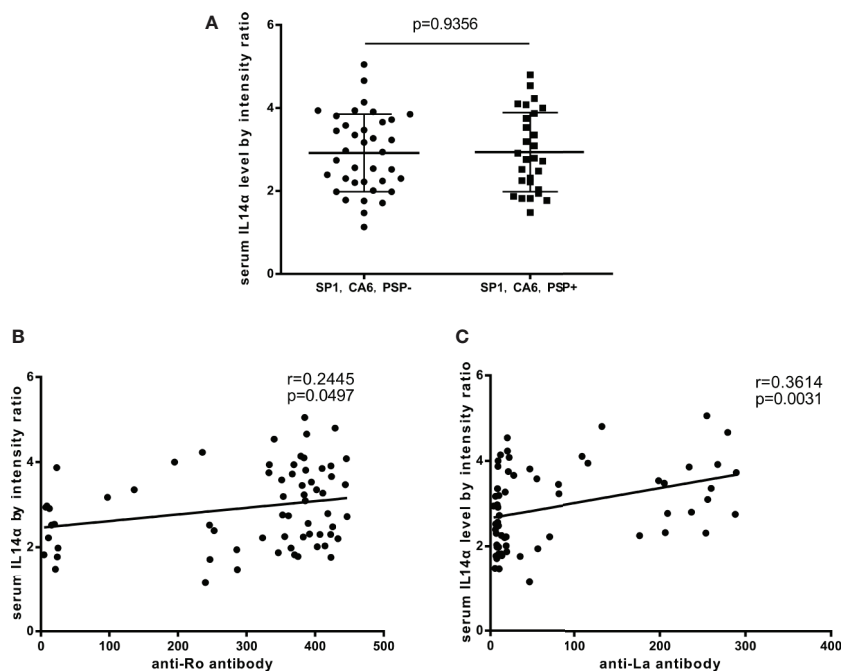 A
p=0.9356
serum IL14α level by intensity ratio
6
4
2
0
SP1, CA6, PSP-
SP1, CA6, PSP+
B
r=0.2445
p=0.0497
serum IL14α by intensity ratio
6
4
2
0
0 100 200 300 400 500
anti-Ro antibody
C
r=0.3614
p=0.0031
serum IL14α level by intensity ratio
6
4
2
0
0 100 200 300 400
anti-La antibody